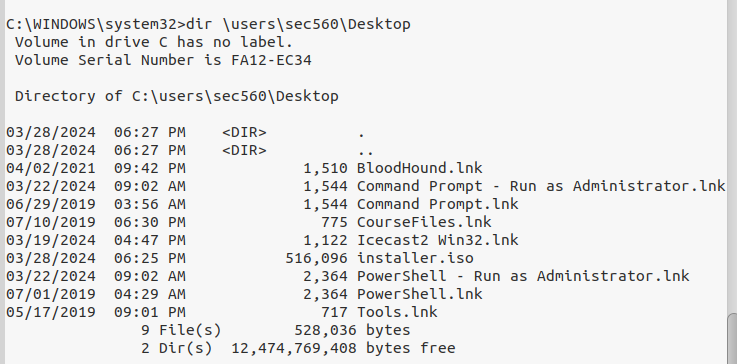 C:\WINDOWS\system32>dir \users\sec560\Desktop
 Volume in drive C has no label.
 Volume Serial Number is FA12-EC34

 Directory of C:\users\sec560\Desktop

03/28/2024  06:27 PM    <DIR>          .
03/28/2024  06:27 PM    <DIR>          ..
04/02/2021  09:42 PM             1,510 BloodHound.lnk
03/22/2024  09:02 AM             1,544 Command Prompt - Run as Administrator.lnk
06/29/2019  03:56 AM             1,544 Command Prompt.lnk
07/10/2019  06:30 PM               775 CourseFiles.lnk
03/19/2024  04:47 PM             1,122 Icecast2 Win32.lnk
03/28/2024  06:25 PM           516,096 installer.iso
03/22/2024  09:02 AM             2,364 PowerShell - Run as Administrator.lnk
07/01/2019  04:29 AM             2,364 PowerShell.lnk
05/17/2019  09:01 PM               717 Tools.lnk
               9 File(s)        528,036 bytes
               2 Dir(s)  12,474,769,408 bytes free